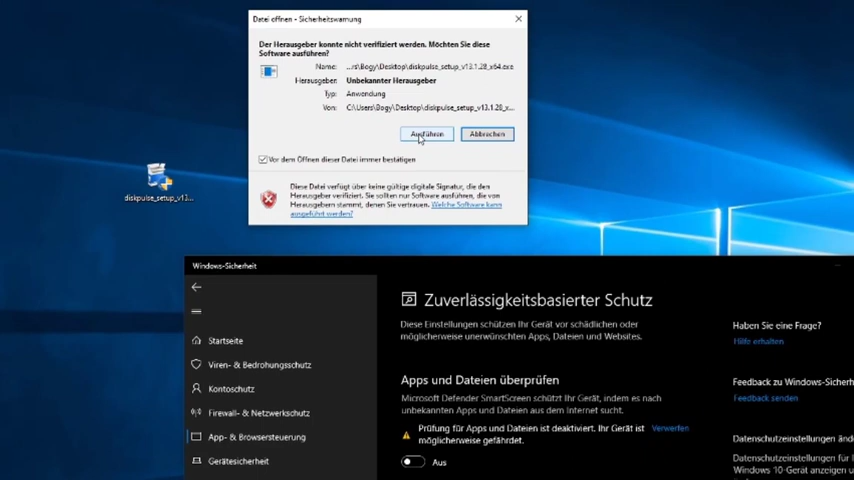 Datei öffnen - Sicherheitswarnung
Der Herausgeber konnte nicht verifiziert werden. Möchten Sie diese
Software ausführen?
Name: ...rs\Bogy\Desktop\diskpulse_setup_v13.1.28_x64.exe
Herausgeber: Unbekannter Herausgeber
Typ: Anwendung
Von: C:\Users\Bogy\Desktop\diskpulse_setup_v13.1.28_x...
Ausführen Abbrechen
Vor dem Öffnen dieser Datei immer bestätigen
Diese Datei verfügt über keine gültige digitale Signatur, die den
Herausgeber verifiziert. Sie sollten nur Software ausführen, die von
Herausgebern stammt, denen Sie vertrauen. Welche Software kann
ausgeführt werden?
diskpulse_setup_v13...
Windows-Sicherheit
Startseite
Viren- & Bedrohungsschutz
Kontoschutz
Firewall- & Netzwerkschutz
App- & Browsersteuerung
Gerätesicherheit
Zuverlässigkeitsbasierter Schutz
Diese Einstellungen schützen Ihr Gerät vor schädlichen oder
möglicherweise unerwünschten Apps, Dateien und Websites.
Apps und Dateien überprüfen
Microsoft Defender SmartScreen schützt Ihr Gerät, indem es nach
unbekannten Apps und Dateien aus dem Internet sucht.
Prüfung für Apps und Dateien ist deaktiviert. Ihr Gerät ist
möglicherweise gefährdet.
Verwerfen
Aus
Haben Sie eine Frage?
Hilfe erhalten
Feedback zu Windows-Sicherh
Feedback senden
Datenschutzeinstellungen ände
Datenschutzeinstellungen für I
Windows 10-Gerät anzeigen u